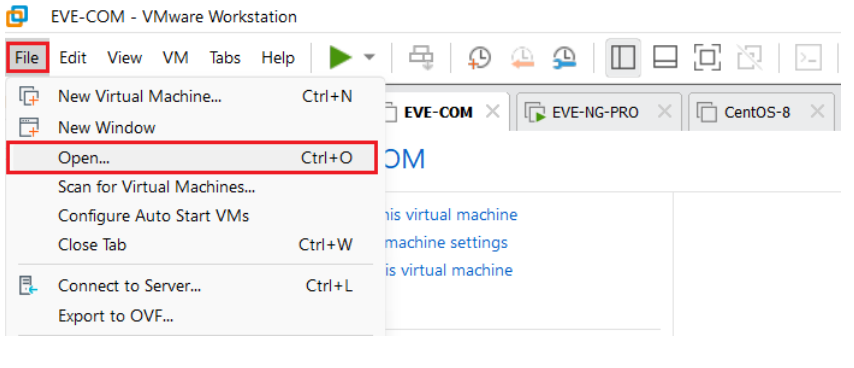 EVE-COM - VMware Workstation
File Edit View VM Tabs Help
New Virtual Machine... Ctrl+N
EVE-COM EVE-NG-PRO CentOS-8
New Window
Open... Ctrl+O
OM
Scan for Virtual Machines...
Configure Auto Start VMs
his virtual machine
Close Tab Ctrl+W
machine settings
is virtual machine
Connect to Server... Ctrl+L
Export to OVF...